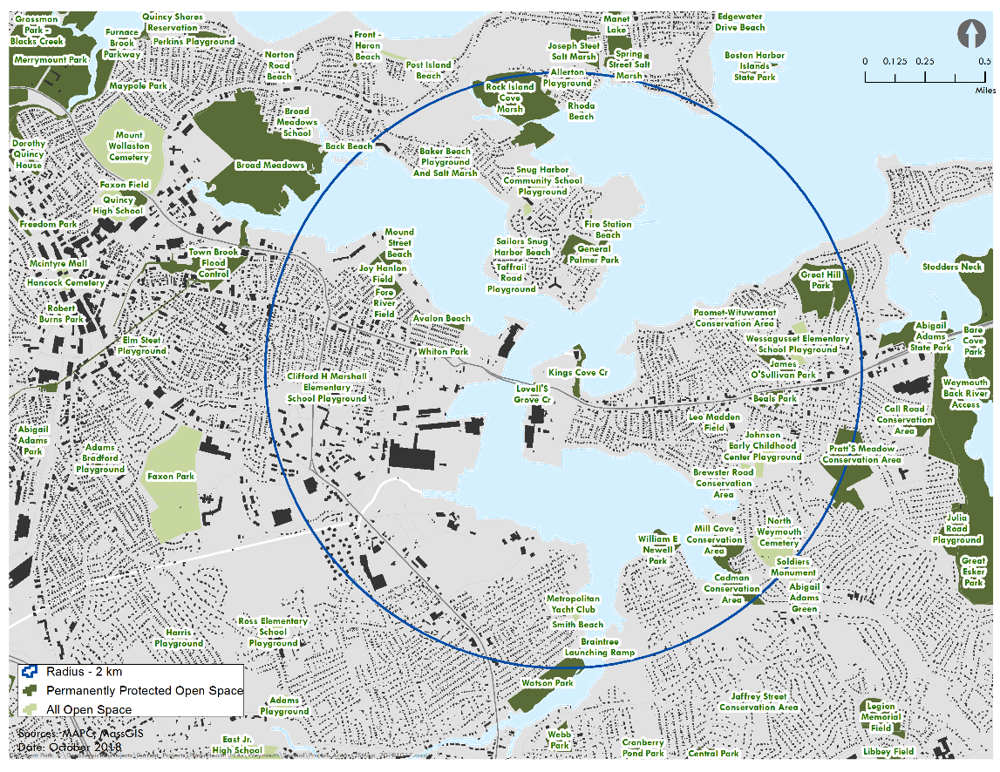 Grossman
Park -
Blacks Creek
Merrymount Park
Furnace
Brook
Parkway
Quincy Shores
Reservation
Perkins Playground
Maypole Park
Norton
Road
Beach
Front -
Heron
Beach
Post Island
Beach
Manet
Lake
Joseph Steet
Salt Marsh
Spring
Street Salt
Marsh
Allerton
Playground
Edgewater
Drive Beach
Boston Harbor
Islands
State Park
0 0.125 0.25 0.5
Miles
Rock Island
Cove
Marsh
Rhoda
Beach
Broad
Meadows
School
Mount
Wollaston
Cemetery
Dorothy
Quincy
House
Broad Meadows
Back Beach
Baker Beach
Playground
And Salt Marsh
Snug Harbor
Community School
Playground
Faxon Field
Quincy
High School
Freedom Park
Fire Station
Beach
General
Palmer Park
Sailors Snug
Harbor Beach
Taffrail
Road
Playground
Mound
Street
Beach
Joy Hanlon
Field
Fore
River
Field
Town Brook
Flood
Control
Mcintyre Mall
Hancock Cemetery
Robert
Burns Park
Elm Steet
Playground
Avalon Beach
Whiton Park
Great Hill
Park
Stodders Neck
Paomet-Wituwamat
Conservation Area
Wessagusset Elementary
School Playground
James
O'Sullivan Park
Abigail
Adams
State Park
Bare
Cove
Park
Kings Cove Cr
Lovell'S
Grove Cr
Clifford H Marshall
Elementary
School Playground
Beals Park
Weymouth
Back River
Access
Call Road
Conservation
Area
Leo Madden
Field
Johnson
Early Childhood
Center Playground
Pratt'S Meadow
Conservation Area
Abigail
Adams
Park
Adams
Bradford
Playground
Faxon Park
Brewster Road
Conservation
Area
William E
Newell
Park
Mill Cove
Conservation
Area
North
Weymouth
Cemetery
Soldiers
Monument
Julia
Road
Playground
Great
Esker
Park
Cadman
Conservation
Area
Abigail
Adams
Green
Metropolitan
Yacht Club
Smith Beach
Braintree
Launching Ramp
Ross Elementary
School
Playground
Harris
Playground
Watson Park
Radius - 2 km
Permanently Protected Open Space
All Open Space
Adams
Playground
Jaffrey Street
Conservation Area
Legion
Memorial
Field
Sources: MAPC, MassGIS
Date: October 2018
East Jr.
High School
Webb
Park
Cranberry
Pond Park
Central Park
Libbey Field